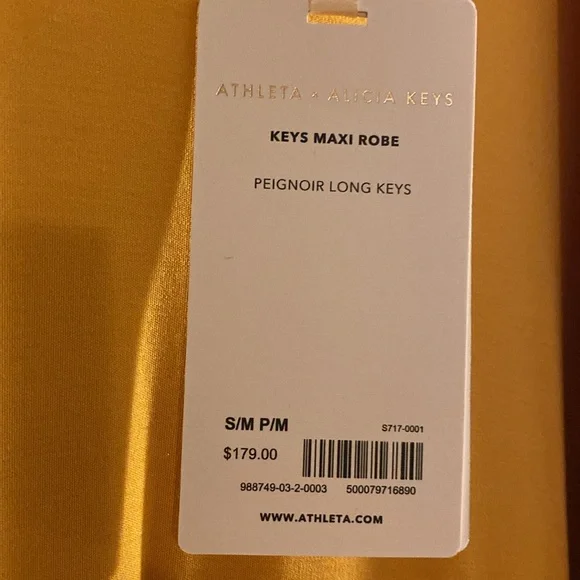 ATHLETA × ALICIA KEYS
KEYS MAXI ROBE
PEIGNOIR LONG KEYS
S/M P/M
S717-0001
$179.00
988749-03-2-0003 500079716890
WWW.ATHLETA.COM